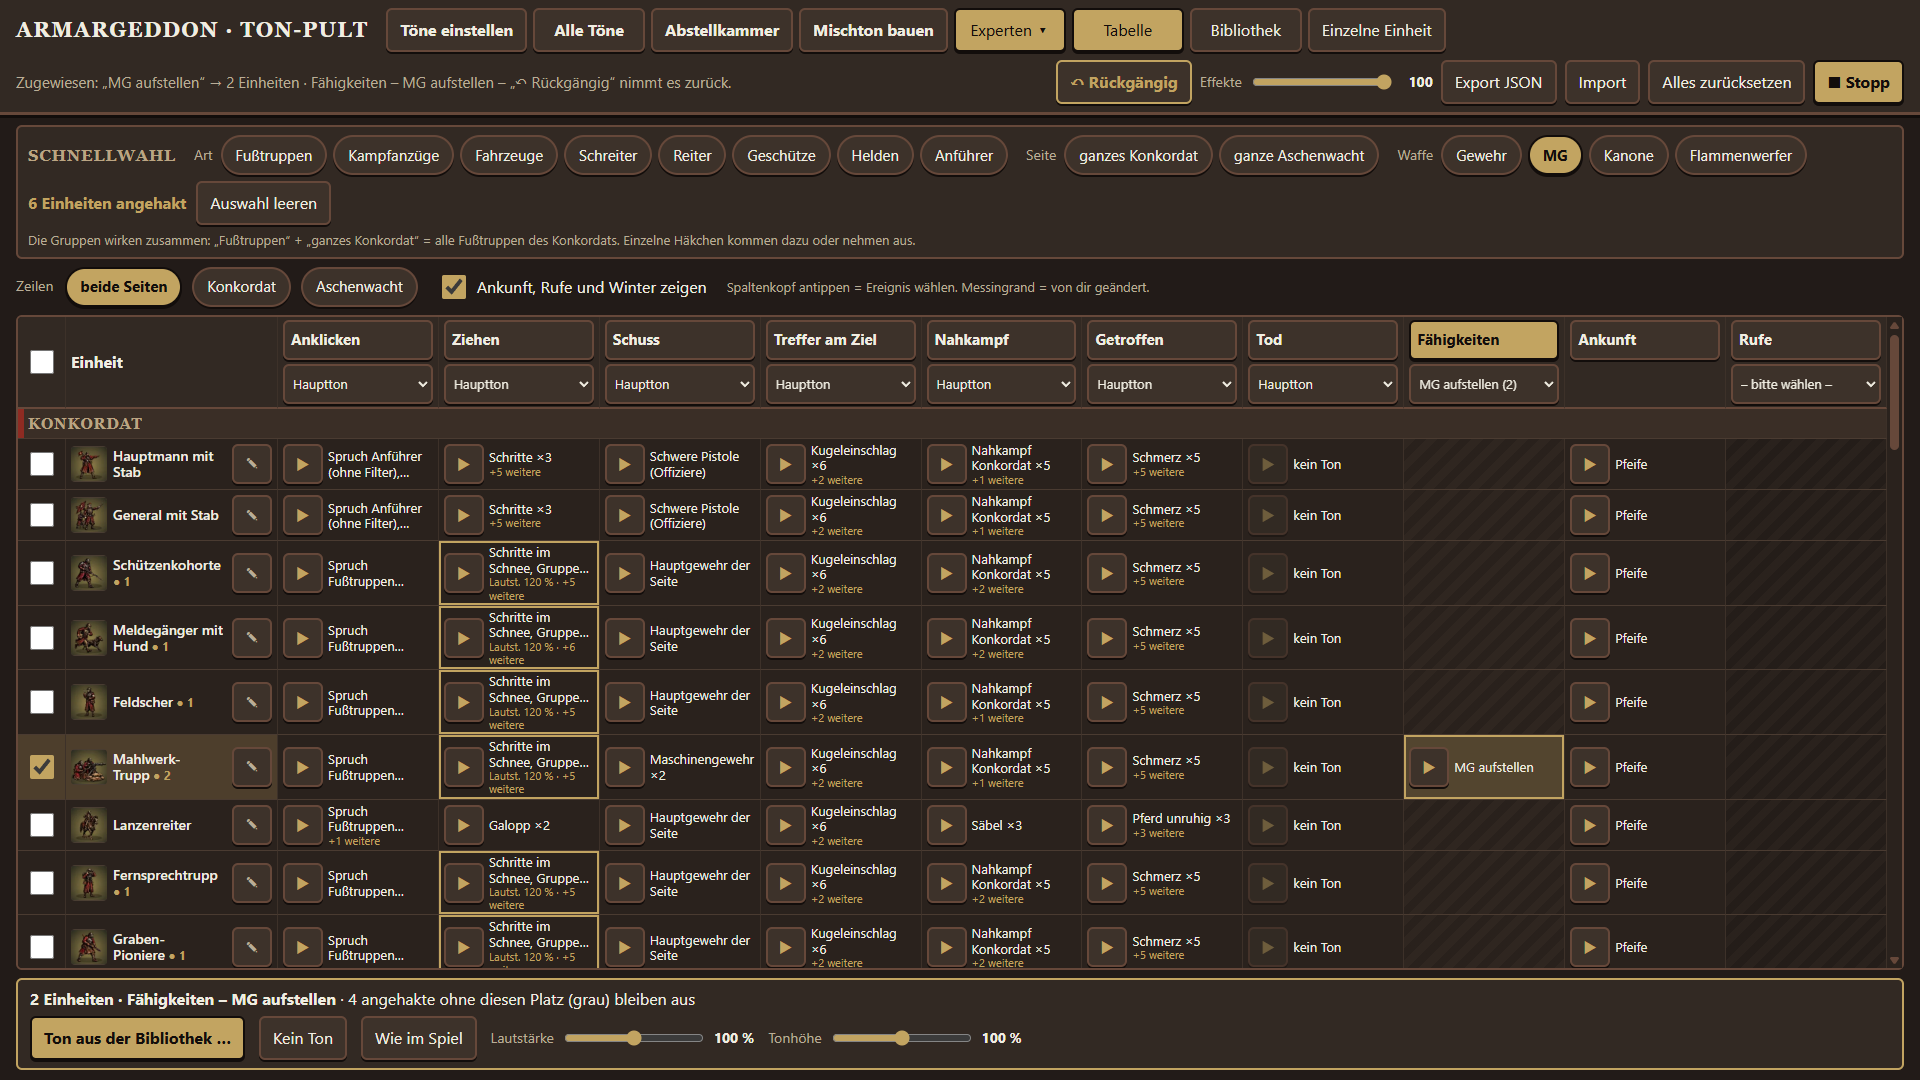 ARMARGEDDON · TON-PULT
Töne einstellen
Alle Töne
Abstellkammer
Mischton bauen
Experten ▾
Tabelle
Bibliothek
Einzelne Einheit
Zugewiesen: „MG aufstellen“ → 2 Einheiten · Fähigkeiten – MG aufstellen – „↶ Rückgängig“ nimmt es zurück.
↶ Rückgängig
Effekte
100
Export JSON
Import
Alles zurücksetzen
■ Stopp
SCHNELLWAHL
Art
Fußtruppen
Kampfanzüge
Fahrzeuge
Schreiter
Reiter
Geschütze
Helden
Anführer
Seite
ganzes Konkordat
ganze Aschenwacht
Waffe
Gewehr
MG
Kanone
Flammenwerfer
6 Einheiten angehakt
Auswahl leeren
Die Gruppen wirken zusammen: „Fußtruppen“ + „ganzes Konkordat“ = alle Fußtruppen des Konkordats. Einzelne Häkchen kommen dazu oder nehmen aus.
Zeilen
beide Seiten
Konkordat
Aschenwacht
Ankunft, Rufe und Winter zeigen
Spaltenkopf antippen = Ereignis wählen. Messingrand = von dir geändert.
Einheit
Anklicken
Ziehen
Schuss
Treffer am Ziel
Nahkampf
Getroffen
Tod
Fähigkeiten
Ankunft
Rufe
Hauptton
Hauptton
Hauptton
Hauptton
Hauptton
Hauptton
Hauptton
MG aufstellen (2)
– bitte wählen –
KONKORDAT
Hauptmann mit
Stab
Spruch Anführer
(ohne Filter),...
Schritte ×3
+5 weitere
Schwere Pistole
(Offiziere)
Kugeleinschlag
×6
+2 weitere
Nahkampf
Konkordat ×5
+1 weitere
Schmerz ×5
+5 weitere
kein Ton
Pfeife
General mit Stab
Spruch Anführer
(ohne Filter),...
Schritte ×3
+5 weitere
Schwere Pistole
(Offiziere)
Kugeleinschlag
×6
+2 weitere
Nahkampf
Konkordat ×5
+1 weitere
Schmerz ×5
+5 weitere
kein Ton
Pfeife
Schützenkohorte
● 1
Spruch
Fußtruppen...
Schritte im
Schnee, Gruppe...
Lautst. 120 % · +5
weitere
Hauptgewehr der
Seite
Kugeleinschlag
×6
+2 weitere
Nahkampf
Konkordat ×5
+2 weitere
Schmerz ×5
+5 weitere
kein Ton
Pfeife
Meldegänger mit
Hund ● 1
Spruch
Fußtruppen...
Schritte im
Schnee, Gruppe...
Lautst. 120 % · +6
weitere
Hauptgewehr der
Seite
Kugeleinschlag
×6
+2 weitere
Nahkampf
Konkordat ×5
+2 weitere
Schmerz ×5
+5 weitere
kein Ton
Pfeife
Feldscher ● 1
Spruch
Fußtruppen...
Schritte im
Schnee, Gruppe...
Lautst. 120 % · +5
weitere
Hauptgewehr der
Seite
Kugeleinschlag
×6
+2 weitere
Nahkampf
Konkordat ×5
+1 weitere
Schmerz ×5
+5 weitere
kein Ton
Pfeife
Mahlwerk-
Trupp ● 2
Spruch
Fußtruppen...
Schritte im
Schnee, Gruppe...
Lautst. 120 % · +5
weitere
Maschinengewehr
×2
Kugeleinschlag
×6
+2 weitere
Nahkampf
Konkordat ×5
+1 weitere
Schmerz ×5
+5 weitere
kein Ton
MG aufstellen
Pfeife
Lanzenreiter
Spruch
Fußtruppen...
+1 weitere
Galopp ×2
Hauptgewehr der
Seite
Kugeleinschlag
×6
+2 weitere
Säbel ×3
Pferd unruhig ×3
+3 weitere
kein Ton
Pfeife
Fernsprechtrupp
● 1
Spruch
Fußtruppen...
Schritte im
Schnee, Gruppe...
Lautst. 120 % · +5
weitere
Hauptgewehr der
Seite
Kugeleinschlag
×6
+2 weitere
Nahkampf
Konkordat ×5
+2 weitere
Schmerz ×5
+5 weitere
kein Ton
Pfeife
Graben-
Pioniere ● 1
Spruch
Fußtruppen...
Schritte im
Schnee, Gruppe...
Lautst. 120 % · +5
Hauptgewehr der
Seite
Kugeleinschlag
×6
+2 weitere
Nahkampf
Konkordat ×5
+2 weitere
Schmerz ×5
+5 weitere
kein Ton
Pfeife
2 Einheiten · Fähigkeiten – MG aufstellen · 4 angehakte ohne diesen Platz (grau) bleiben aus
Ton aus der Bibliothek ...
Kein Ton
Wie im Spiel
Lautstärke
100 %
Tonhöhe
100 %